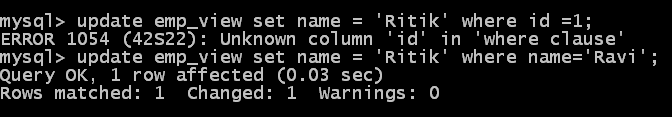 mysql> update emp_view set name = 'Ritik' where id =1;
ERROR 1054 (42S22): Unknown column 'id' in 'where clause'
mysql> update emp_view set name = 'Ritik' where name='Ravi';
Query OK, 1 row affected (0.03 sec)
Rows matched: 1  Changed: 1  Warnings: 0